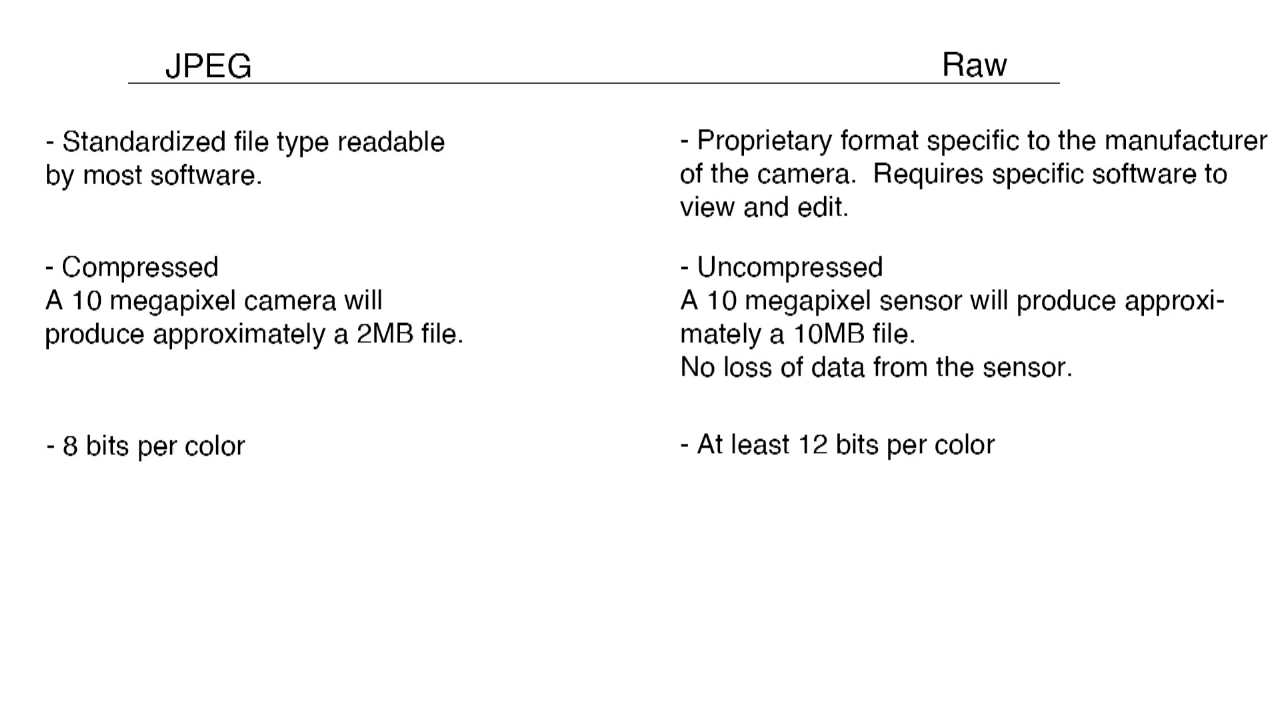 JPEG
Raw
- Standardized file type readable
by most software.
- Proprietary format specific to the manufacturer
of the camera.  Requires specific software to
view and edit.
- Compressed
A 10 megapixel camera will
produce approximately a 2MB file.
- Uncompressed
A 10 megapixel sensor will produce approxi-
mately a 10MB file.
No loss of data from the sensor.
- 8 bits per color
- At least 12 bits per color